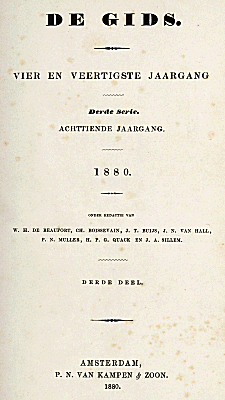 DE GIDS.
VIER EN VEERTIGSTE JAARGANG
Derde Serie.
ACHTTIENDE JAARGANG.
1880.
ONDER REDACTIE VAN
W. H. DE BEAUFORT, CH. BOISSEVAIN, J. T. BUIJS, J. N. VAN HALL,
P. N. MULLER, H. P. G. QUACK EN J. A. SILLEM.
DERDE DEEL.
AMSTERDAM,
P. N. VAN KAMPEN & ZOON.
1880.